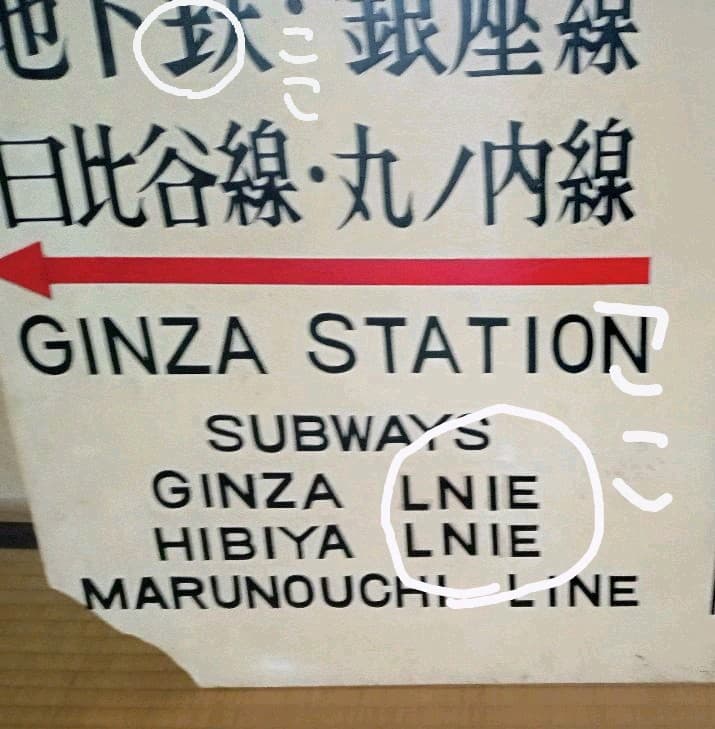 地下鉄・銀座線
ここ
日比谷線・丸ノ内線
GINZA STATION
ここ
SUBWAYS
GINZA LNIE
HIBIYA LNIE
MARUNOUCHI LINE